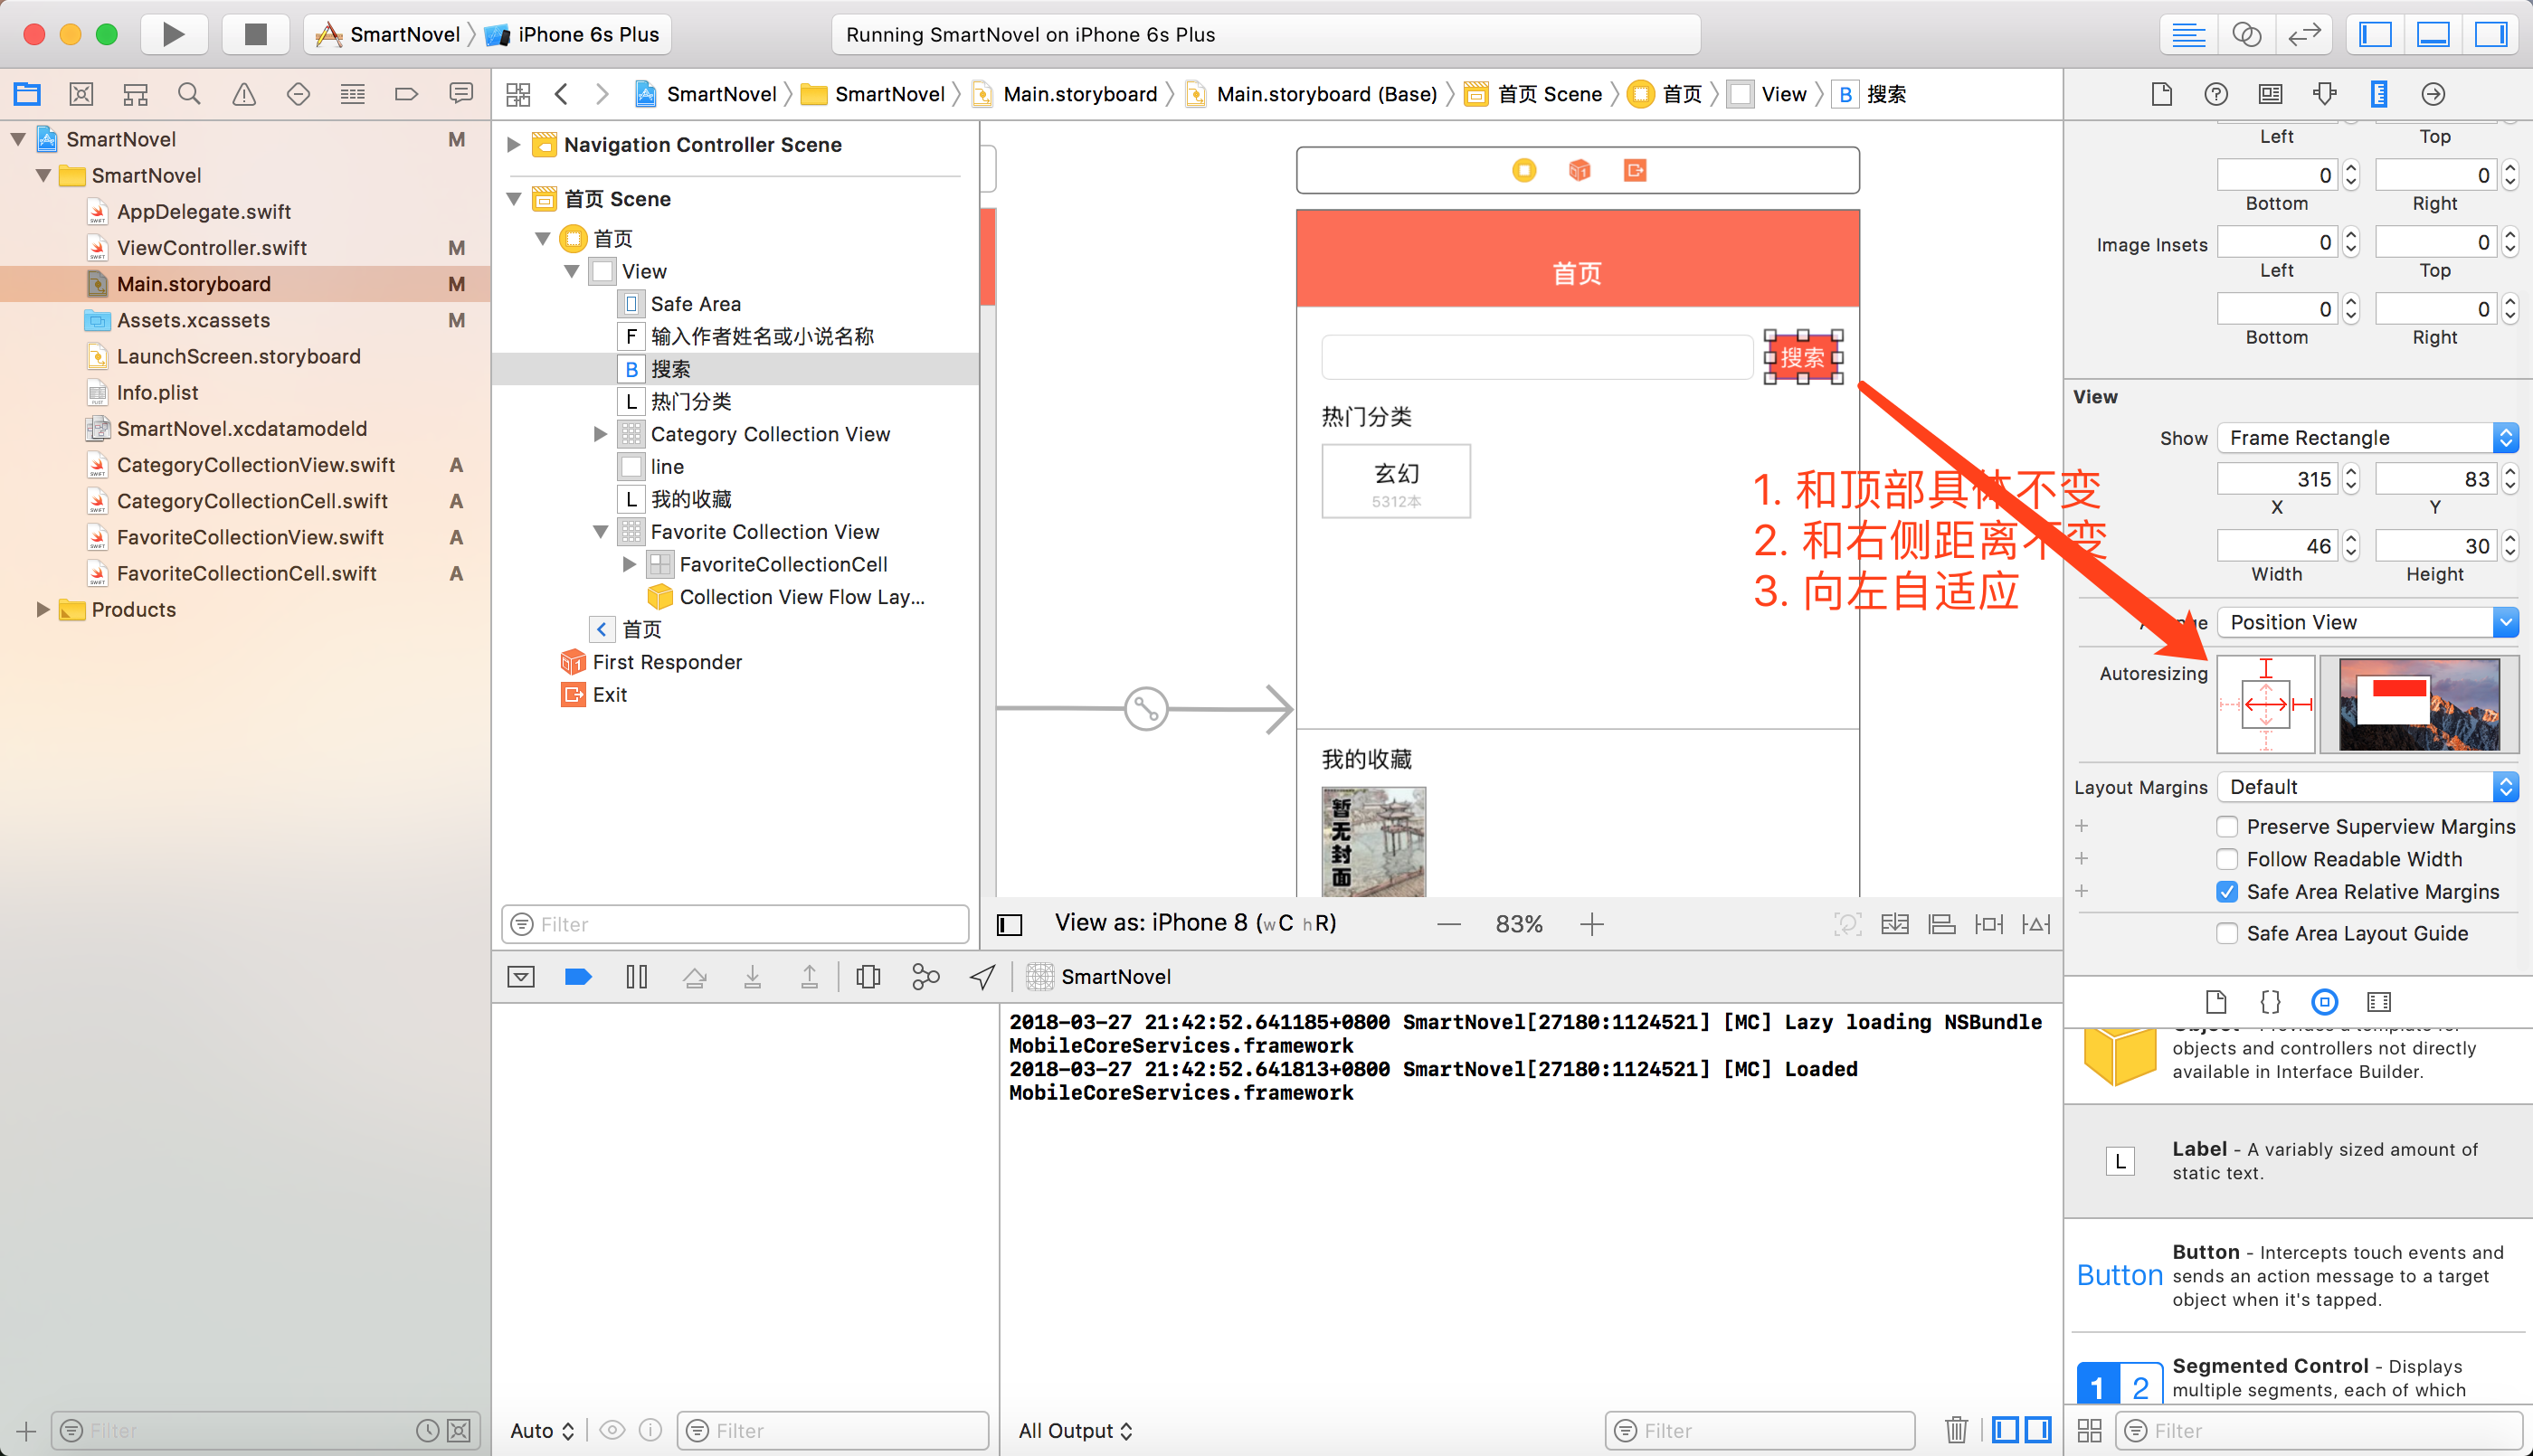 SmartNovel
iPhone 6s Plus
Running SmartNovel on iPhone 6s Plus
SmartNovel
SmartNovel
Main.storyboard
Main.storyboard (Base)
首页 Scene
首页
View
B
搜索
SmartNovel M
SmartNovel
AppDelegate.swift
ViewController.swift M
Main.storyboard M
Assets.xcassets M
LaunchScreen.storyboard
Info.plist
SmartNovel.xcdatamodeld
CategoryCollectionView.swift A
CategoryCollectionCell.swift A
FavoriteCollectionView.swift A
FavoriteCollectionCell.swift A
Products
Filter
Navigation Controller Scene
首页 Scene
首页
View
Safe Area
F 输入作者姓名或小说名称
B 搜索
L 热门分类
Category Collection View
line
L 我的收藏
Favorite Collection View
FavoriteCollectionCell
Collection View Flow Lay...
首页
First Responder
Exit
Filter
首页
搜索
热门分类
玄幻
5312本
我的收藏
暂无封面
1. 和顶部具体不变
2. 和右侧距离不变
3. 向左自适应
View as: iPhone 8 (wC hR)
83%
Left Top
0 0
Bottom Right
Image Insets 0 0
Left Top
0 0
Bottom Right
View
Show Frame Rectangle
315 83
X Y
46 30
Width Height
Position View
Autoresizing
Layout Margins Default
Preserve Superview Margins
Follow Readable Width
Safe Area Relative Margins
Safe Area Layout Guide
SmartNovel
2018-03-27 21:42:52.641185+0800 SmartNovel[27180:1124521] [MC] Lazy loading NSBundle
MobileCoreServices.framework
2018-03-27 21:42:52.641813+0800 SmartNovel[27180:1124521] [MC] Loaded
MobileCoreServices.framework
Auto
Filter
All Output
Filter
objects and controllers not directly
available in Interface Builder.
L
Label - A variably sized amount of
static text.
Button
Button - Intercepts touch events and
sends an action message to a target
object when it's tapped.
1 2
Segmented Control - Displays
multiple segments, each of which
Filter